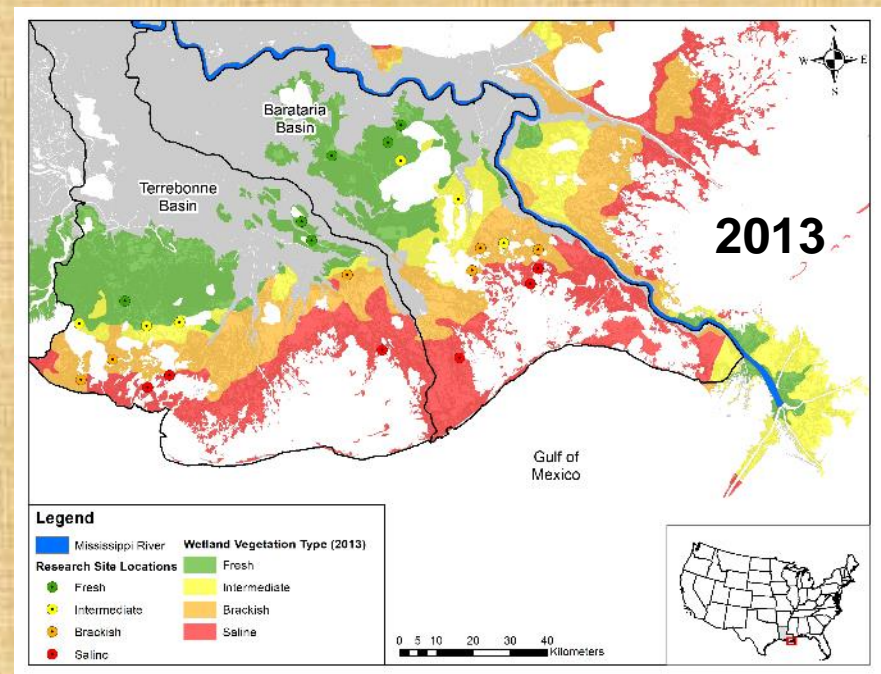 N
W E
S
Barataria
Basin
Terrebonne
Basin
2013
Gulf of
Mexico
Legend
Mississippi River
Research Site Locations
Fresh
Intermediate
Brackish
Saline
Wetland Vegetation Type (2013)
Fresh
Intermediate
Brackish
Saline
0 5 10 20 30 40
Kilometers